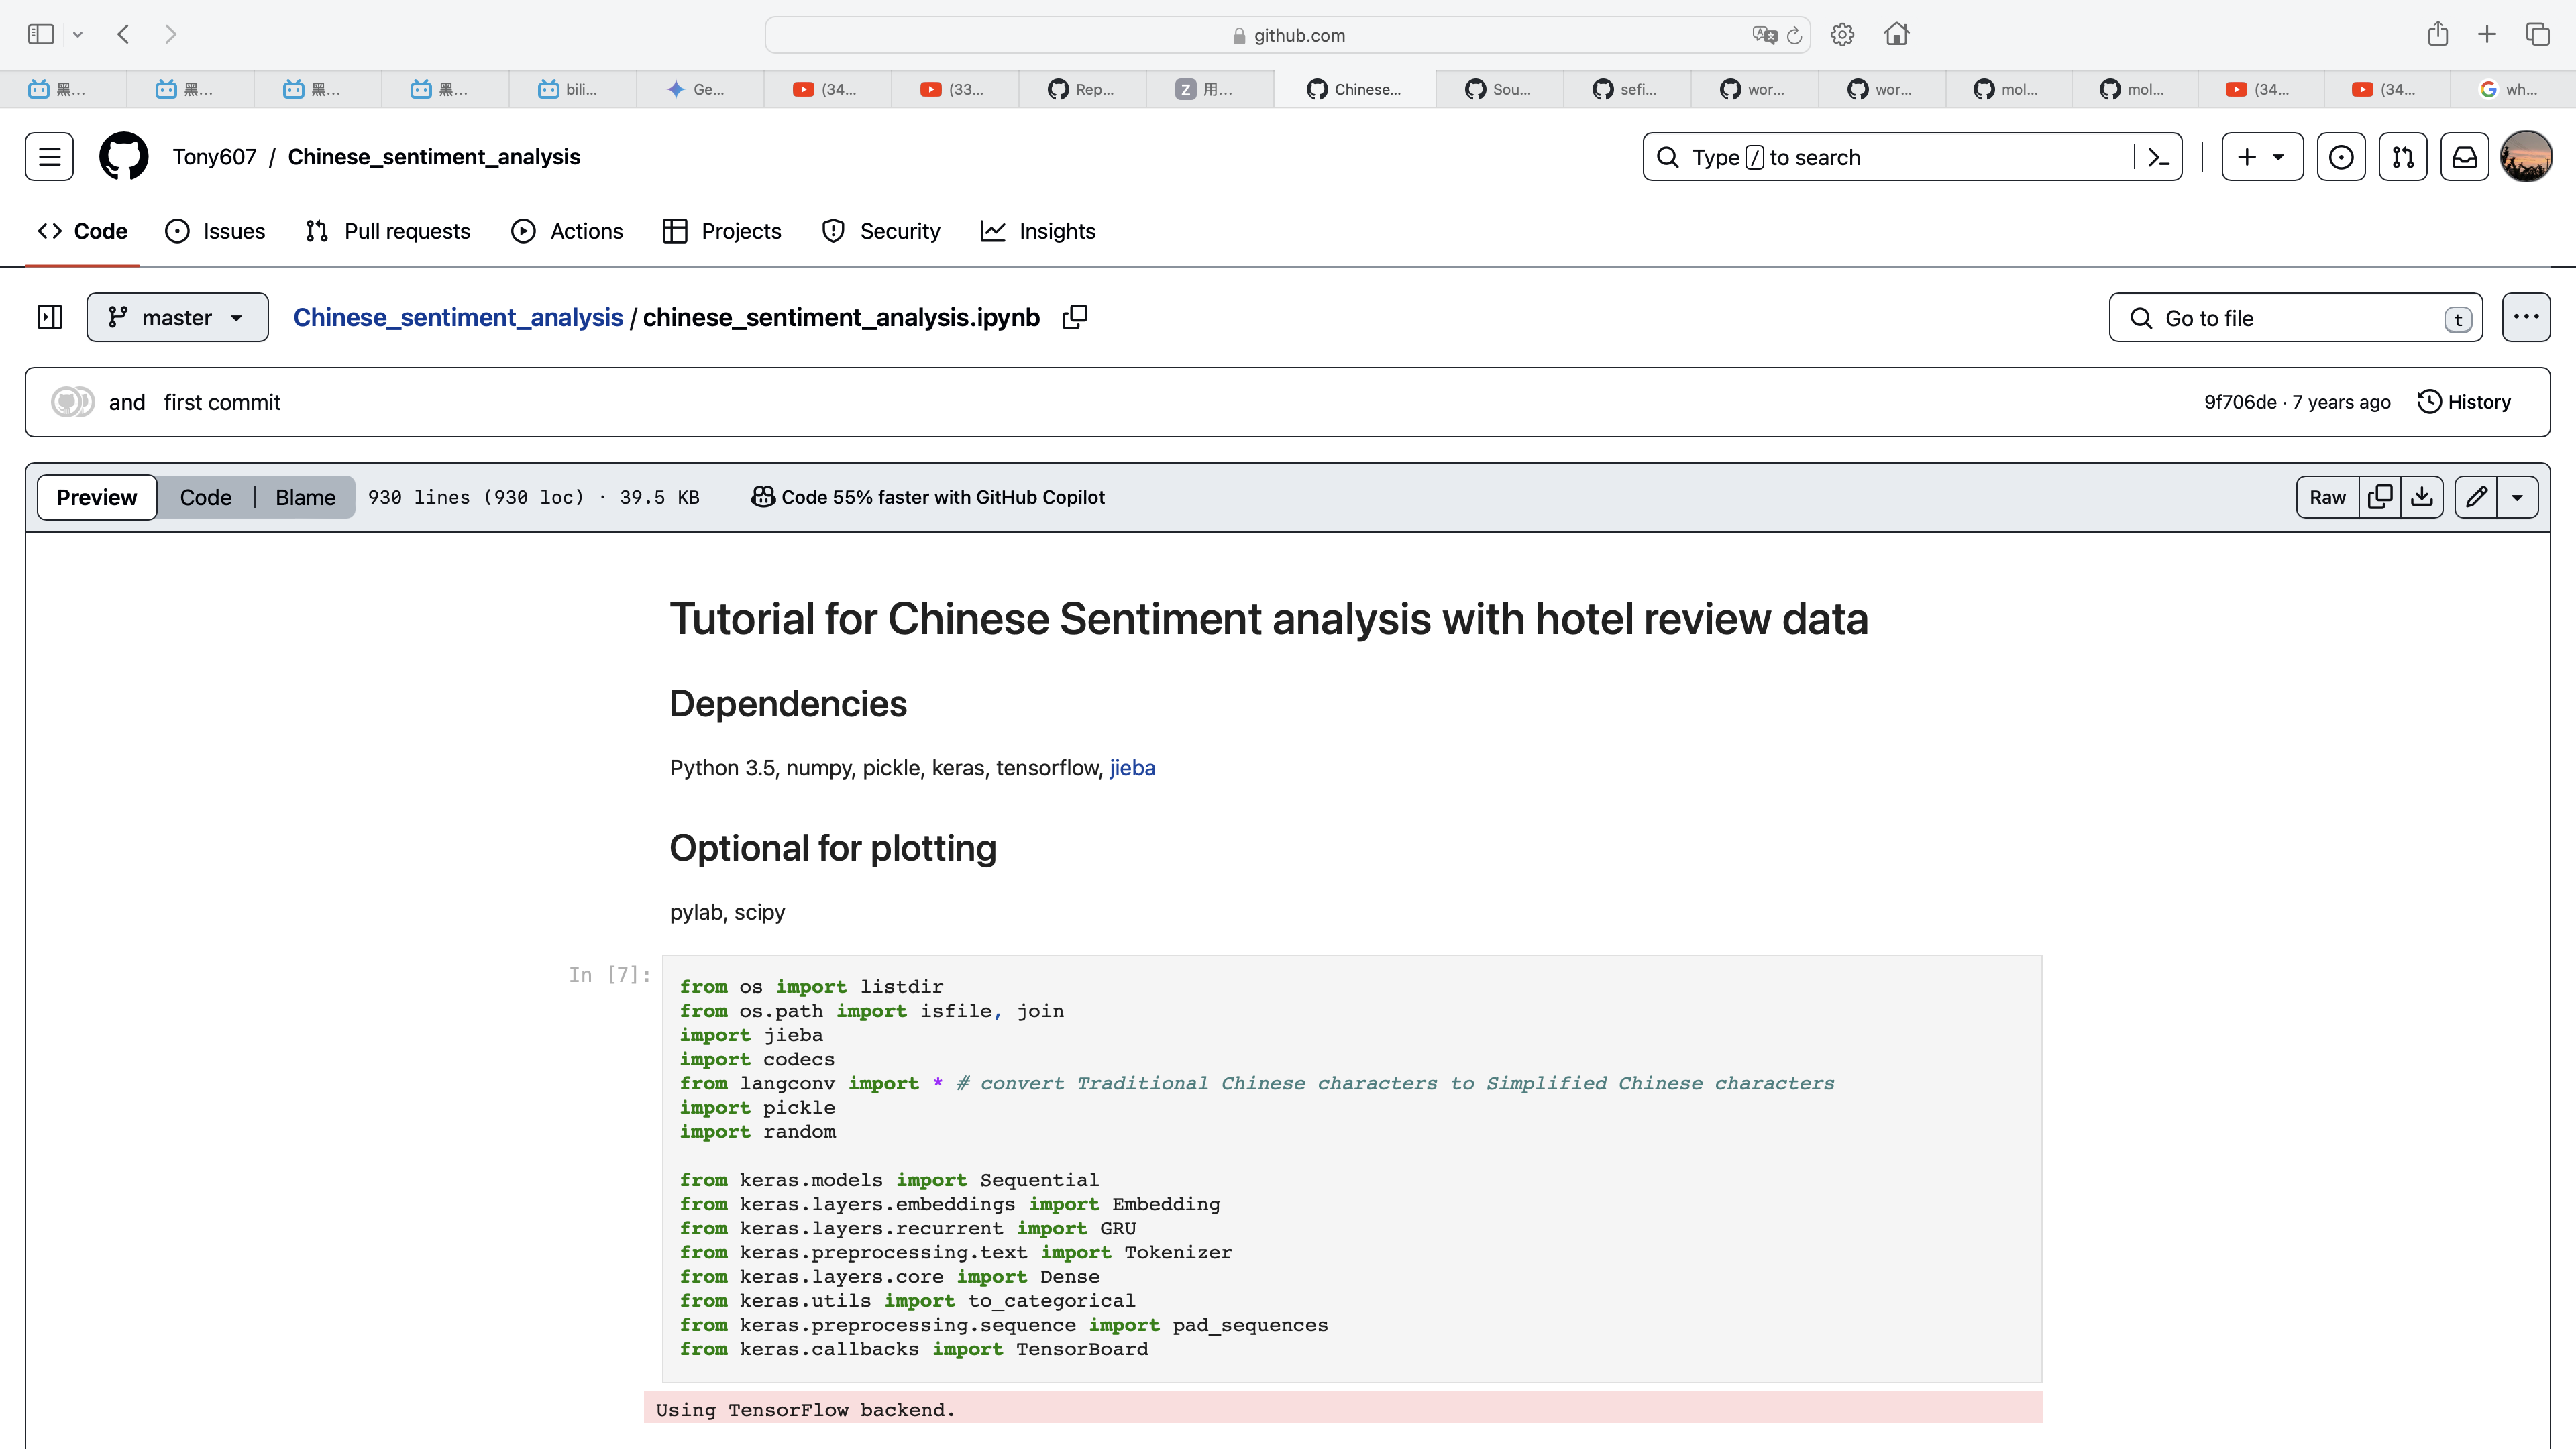 github.com
黑...
黑...
黑...
黑...
bili...
Ge...
(34...
(33...
Rep...
Z 用...
Chinese...
Sou...
sefi...
wor...
wor...
mol...
mol...
(34...
(34...
wh...
Tony607 / Chinese_sentiment_analysis
Type / to search
Code
Issues
Pull requests
Actions
Projects
Security
Insights
master
Chinese_sentiment_analysis / chinese_sentiment_analysis.ipynb
Go to file
t
and first commit
9f706de · 7 years ago
History
Preview
Code
Blame
930 lines (930 loc) · 39.5 KB
Code 55% faster with GitHub Copilot
Raw
Tutorial for Chinese Sentiment analysis with hotel review data
Dependencies
Python 3.5, numpy, pickle, keras, tensorflow, jieba
Optional for plotting
pylab, scipy
In [7]:
from os import listdir
from os.path import isfile, join
import jieba
import codecs
from langconv import * # convert Traditional Chinese characters to Simplified Chinese characters
import pickle
import random
from keras.models import Sequential
from keras.layers.embeddings import Embedding
from keras.layers.recurrent import GRU
from keras.preprocessing.text import Tokenizer
from keras.layers.core import Dense
from keras.utils import to_categorical
from keras.preprocessing.sequence import pad_sequences
from keras.callbacks import TensorBoard
Using TensorFlow backend.